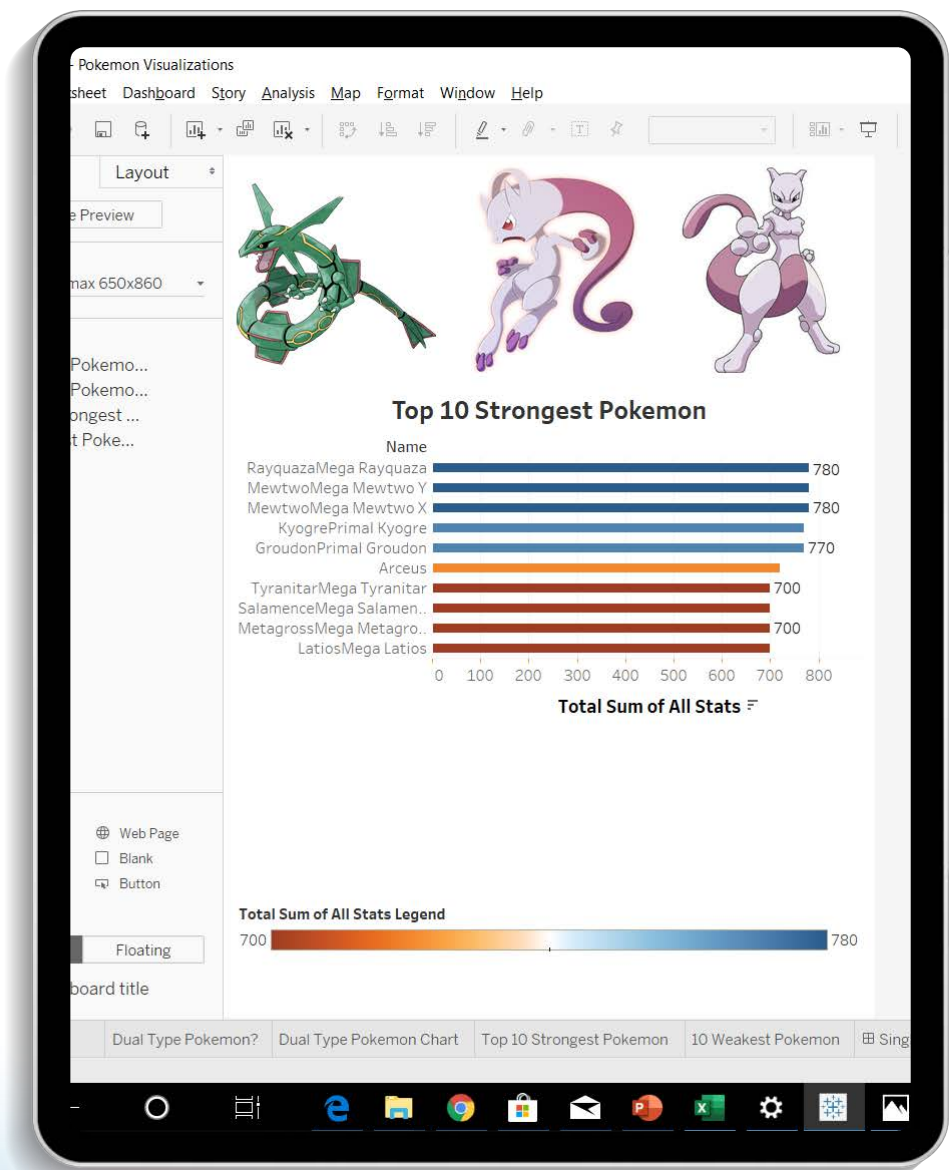 - Pokemon Visualizations
sheet Dashboard Story Analysis Map Format Window Help
Layout
e Preview
max 650x860
Pokemo...
Pokemo...
ongest ...
t Poke...
Top 10 Strongest Pokemon
Name
RayquazaMega Rayquaza 780
MewtwoMega Mewtwo Y
MewtwoMega Mewtwo X 780
KyogrePrimal Kyogre
GroudonPrimal Groudon 770
Arceus
TyranitarMega Tyranitar 700
SalamenceMega Salamen..
MetagrossMega Metagro.. 700
LatiosMega Latios
0 100 200 300 400 500 600 700 800
Total Sum of All Stats
Web Page
Blank
Button
Total Sum of All Stats Legend
700 780
Floating
board title
Dual Type Pokemon? Dual Type Pokemon Chart Top 10 Strongest Pokemon 10 Weakest Pokemon Sing